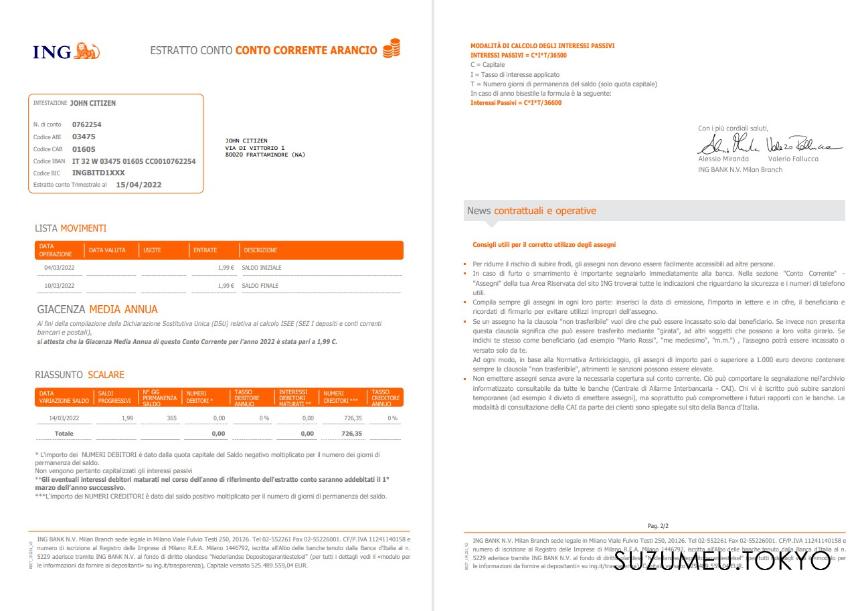 ING
ESTRATTO CONTO CONTO CORRENTE ARANCIO
INTESTAZIONE JOHN CITIZEN
N. di conto 0762254
Codice ABI 03475
Codice CAB 01605
Codice IBAN IT 32 W 03475 01605 CC0010762254
Codice BIC INGBITD1XXX
Estratto conto Trimestrale al 15/04/2022
JOHN CITIZEN
VIA DI VITTORIO 1
80020 FRATTAMINDRE (NA)
LISTA MOVIMENTI
DATA OPERAZIONE DATA VALUTA USCITE ENTRATE DESCRIZIONE
04/03/2022 1,99 € SALDO INIZIALE
10/03/2022 1,99 € SALDO FINALE
GIACENZA MEDIA ANNUA
Ai fini della compilazione della Dichiarazione Sostitutiva Unica (DSU) relativa al calcolo ISEE (SEZ I depositi e conti correnti
bancari e postali),
si attesta che la Giacenza Media Annua di questo Conto Corrente per l'anno 2022 è stata pari a 1,99 C.
RIASSUNTO SCALARE
DATA VARIAZIONE SALDO SALDI PROGRESSIVI N° GG PERMANENZA SALDO NUMERI DEBITORI * TASSO DEBITORE ANNUO INTERESSI DEBITORI MATURATI ** NUMERI CREDITORI *** TASSO CREDITORE ANNUO
14/03/2022 1,99 365 0,00 0 % 0,00 726,35 0 %
Totale 0,00 0,00 726,35
* L'importo dei NUMERI DEBITORI è dato dalla quota capitale del Saldo negativo moltiplicato per il numero di giorni di
permanenza del saldo.
Non vengono pertanto capitalizzati gli interessi passivi
**Gli eventuali interessi debitori maturati nel corso dell'anno di riferimento dell'estratto conto saranno addebitati il 1°
marzo dell'anno successivo.
***L'importo dei NUMERI CREDITORI è dato dal saldo positivo moltiplicato per il numero di giorni di permanenza del saldo.
ING BANK N.V. Milan Branch sede legale in Milano Viale Fulvio Testi 250, 20126. Tel 02-552261 Fax 02-55226001. CF/P.IVA 11241140158 e
numero di iscrizione al Registro delle Imprese di Milano R.E.A. Milano 1446792, iscritta all'Albo delle banche tenuto dalla Banca d'Italia al n.
5229 aderisce tramite ING BANK N.V. al fondo di diritto olandese "Nederlandse Depositogarantiestelsel" (per tutti i dettagli vedi il «modulo per
le informazioni da fornire ai depositanti» su ing.it/trasparenza), Capitale versato 525.489.559,04 EUR.
MODALITÀ DI CALCOLO DEGLI INTERESSI PASSIVI
INTERESSI PASSIVI = C*I*T/36500
C = Capitale
I = Tasso di interesse applicato
T = Numero giorni di permanenza del saldo (solo quota capitale)
In caso di anno bisestile la formula è la seguente:
Interessi Passivi = C*I*T/36600
Con i più cordiali saluti,
Alessio Miranda Valerio Fallucca
ING BANK N.V. Milan Branch
News contrattuali e operative
Consigli utili per il corretto utilizzo degli assegni
Per ridurre il rischio di subire frodi, gli assegni non devono essere facilmente accessibili ad altre persone.
In caso di furto o smarrimento è importante segnalarlo immediatamente alla banca. Nella sezione "Conto Corrente" -
"Assegni" della tua Area Riservata del sito ING troverai tutte le indicazioni che riguardano la sicurezza e i numeri di telefono
utili.
Compila sempre gli assegni in ogni loro parte: inserisci la data di emissione, l'importo in lettere e in cifre, il beneficiario e
ricordati di firmarlo per evitare utilizzi impropri dell'assegno.
Se un assegno ha la clausola "non trasferibile" vuol dire che può essere incassato solo dal beneficiario. Se invece non presenta
questa clausola significa che può essere trasferito mediante "girata", ad altri soggetti che possono a loro volta girarlo. Se
indichi te stesso come beneficiario (ad esempio "Mario Rossi", "me medesimo", "m.m.") , l'assegno potrà essere incassato o
versato solo da te.
Ad ogni modo, in base alla Normativa Antiriciclaggio, gli assegni di importo pari o superiore a 1.000 euro devono contenere
sempre la clausola "non trasferibile", altrimenti le sanzioni possono essere elevate.
Non emettere assegni senza avere la necessaria copertura sul conto corrente. Ciò può comportare la segnalazione nell'archivio
informatizzato consultabile da tutte le banche (Centrale di Allarme Interbancaria - CAI). Chi vi è iscritto può subire sanzioni
temporanee (ad esempio il divieto di emettere assegni), ma soprattutto può compromettere i futuri rapporti con le banche. Le
modalità di consultazione della CAI da parte dei clienti sono spiegate sul sito della Banca d'Italia.
Pag. 2/2
ING BANK N.V. Milan Branch sede legale in Milano Viale Fulvio Testi 250, 20126. Tel 02-552261 Fax 02-55226001. CF/P.IVA 11241140158 e
numero di iscrizione al Registro delle Imprese di Milano R.E.A. Milano 1446792, iscritta all'Albo delle banche tenuto dalla Banca d'Italia al n.
5229 aderisce tramite ING BANK N.V. al fondo di diritto olandese "Nederlandse Depositogarantiestelsel" (per tutti i dettagli vedi il «modulo per
le informazioni da fornire ai depositanti» su ing.it/trasparenza),
SUZUMEU.TOKYO